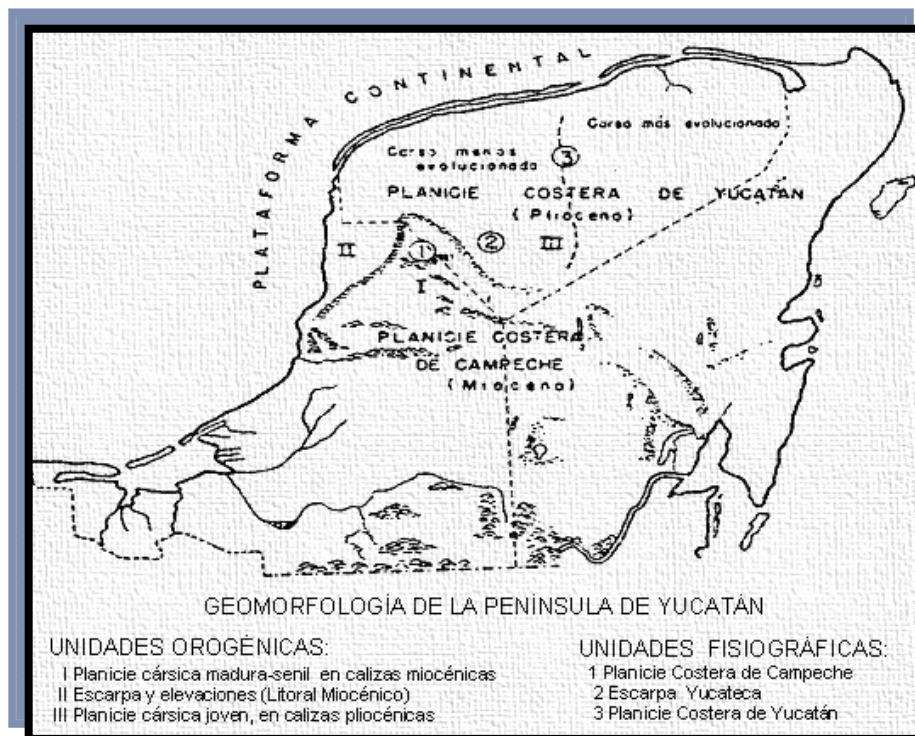 PLATAFORMA CONTINENTAL
Carso más evolucionado
Carso menos
evolucionado
3
PLANICIE COSTERA DE YUCATÁN
(Plioceno)
II
1
2
III
I
PLANICIE COSTERA
DE CAMPECHE
(Mioceno)
GEOMORFOLOGÍA DE LA PENÍNSULA DE YUCATÁN
UNIDADES OROGÉNICAS:
I Planicie cársica madura-senil en calizas miocénicas
II Escarpa y elevaciones (Litoral Miocénico)
III Planicie cársica joven, en calizas pliocénicas
UNIDADES FISIOGRÁFICAS:
1 Planicie Costera de Campeche
2 Escarpa Yucateca
3 Planicie Costera de Yucatán